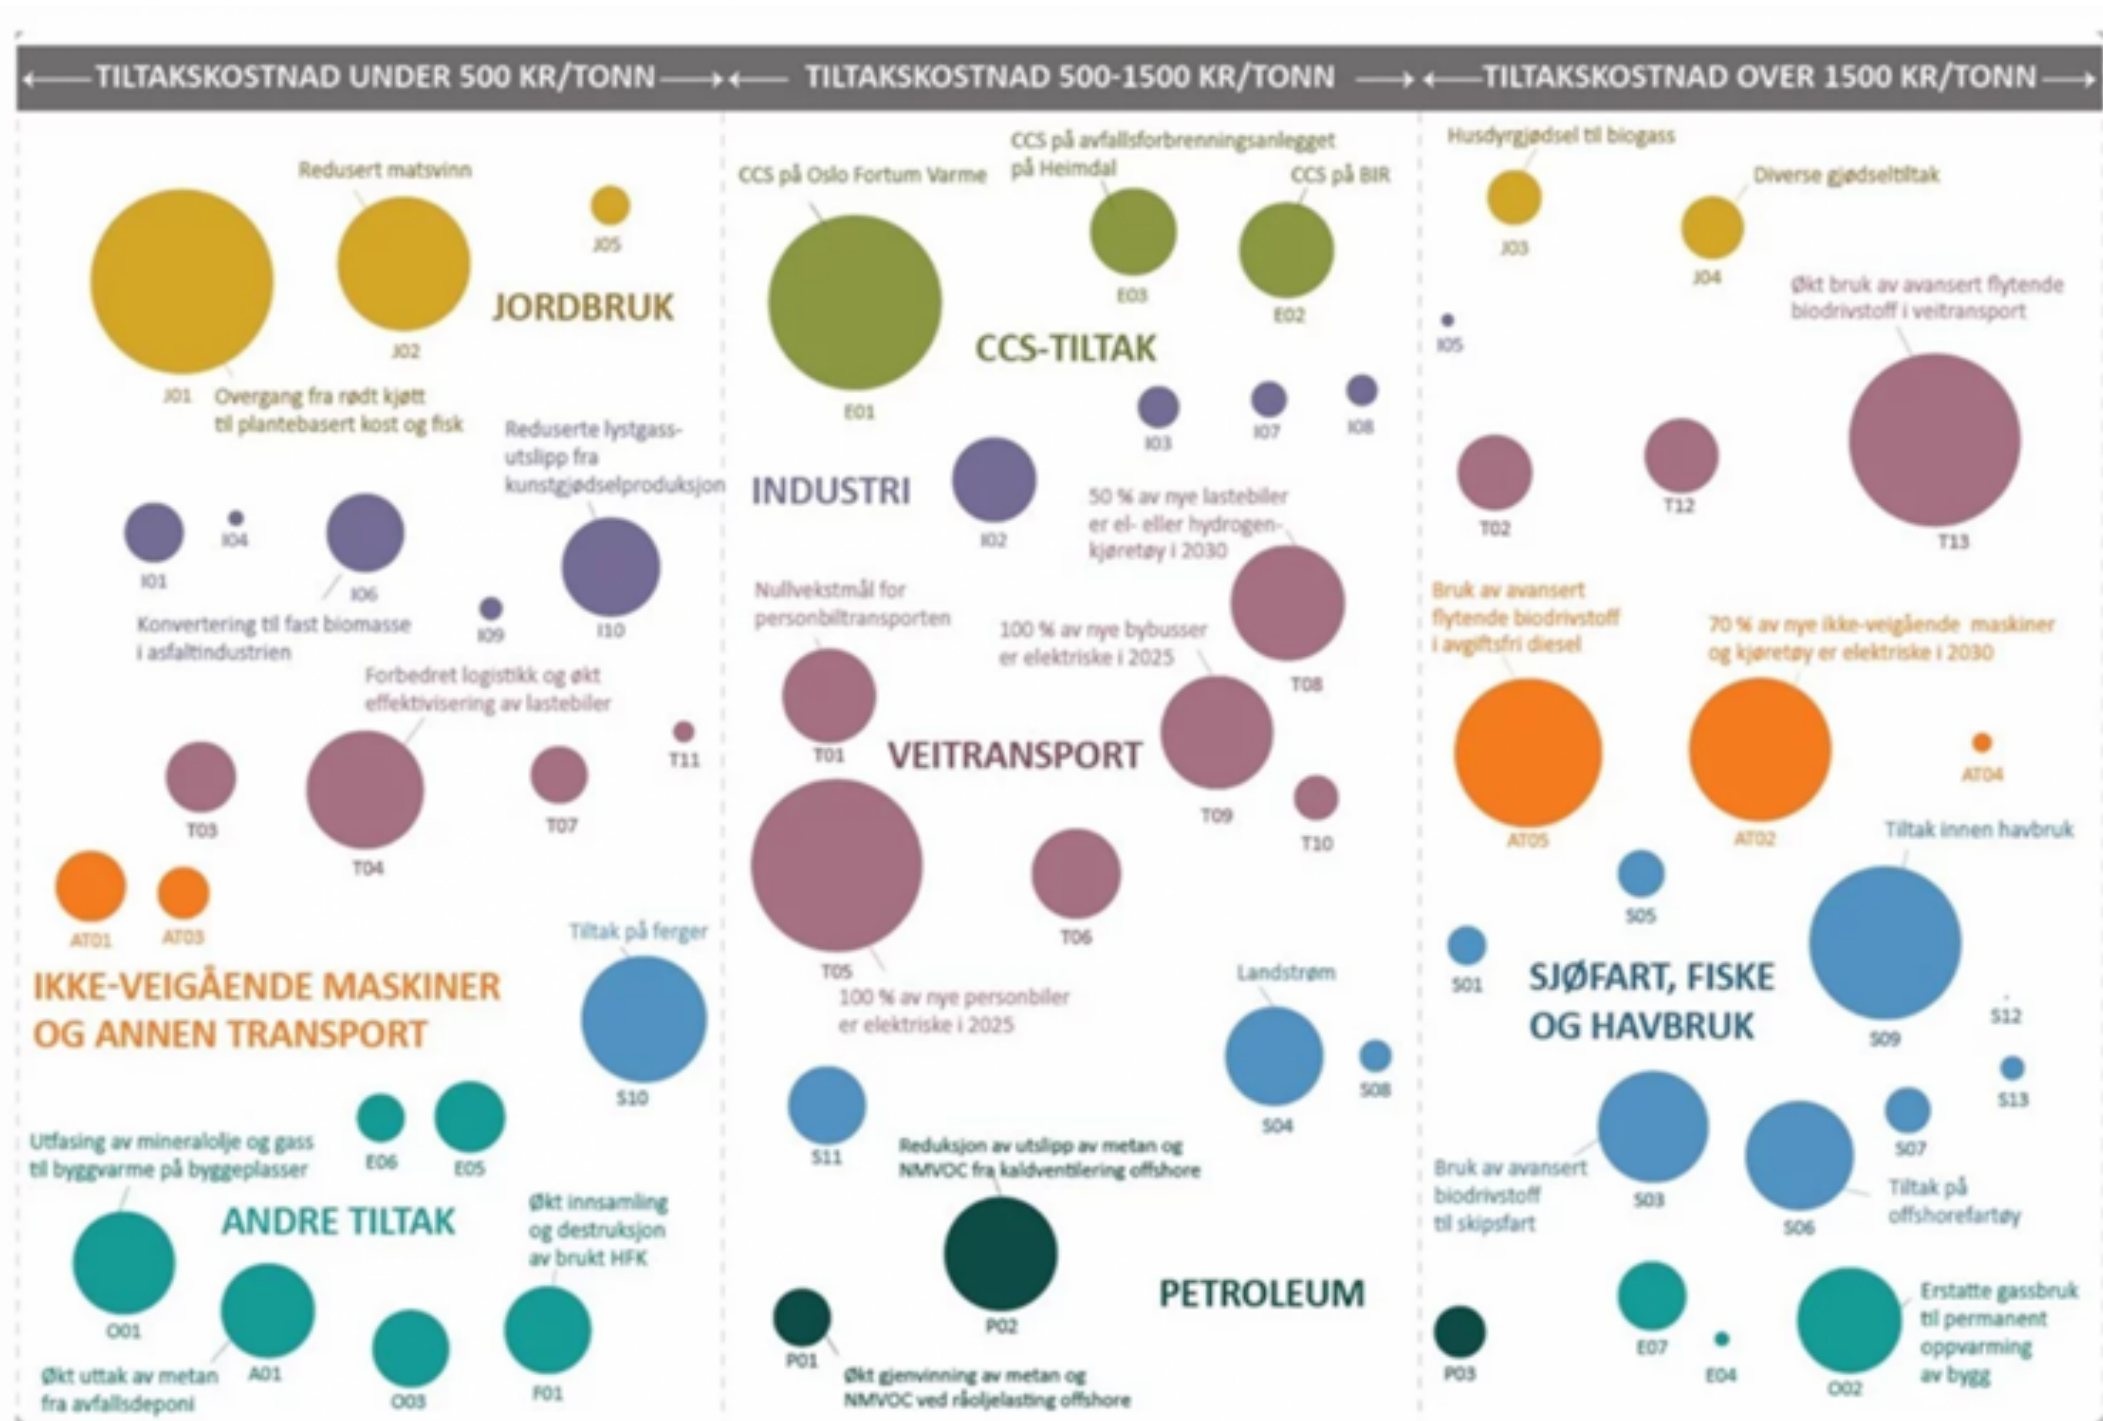 TILTAKSKOSTNAD UNDER 500 KR/TONN
TILTAKSKOSTNAD 500-1500 KR/TONN
TILTAKSKOSTNAD OVER 1500 KR/TONN
Redusert matsvinn
J05
J02
JORDBRUK
J01
Overgang fra rødt kjøtt
til plantebasert kost og fisk
Reduserte lystgass-
utslipp fra
kunstgjødselproduksjon
I01
I04
I06
Konvertering til fast biomasse
i asfaltindustrien
I09
I10
Forbedret logistikk og økt
effektivisering av lastebiler
T11
T03
T04
T07
AT01
AT03
IKKE-VEIGÅENDE MASKINER
OG ANNEN TRANSPORT
Tiltak på ferger
S10
E06
E05
Utfasing av mineralolje og gass
til byggvarme på byggeplasser
ANDRE TILTAK
Økt innsamling
og destruksjon
av brukt HFK
O01
Økt uttak av metan
fra avfallsdeponi
A01
O03
F01
CCS på Oslo Fortum Varme
CCS på avfallsforbrenningsanlegget
på Heimdal
CCS på BIR
E03
E02
CCS-TILTAK
E01
I03
I07
I08
INDUSTRI
I02
50 % av nye lastebiler
er el- eller hydrogen-
kjøretøy i 2030
T08
Nullvekstmål for
personbiltransporten
100 % av nye bybusser
er elektriske i 2025
T01
VEITRANSPORT
T09
T10
T06
T05
100 % av nye personbiler
er elektriske i 2025
Landstrøm
S04
S08
S11
Reduksjon av utslipp av metan og
NMVOC fra kaldventilering offshore
P02
PETROLEUM
P01
Økt gjenvinning av metan og
NMVOC ved råoljelasting offshore
Husdyrgjødsel til biogass
J03
Diverse gjødseltiltak
J04
I05
Økt bruk av avansert flytende
biodrivstoff i veitransport
T02
T12
T13
Bruk av avansert
flytende biodrivstoff
i avgiftsfri diesel
70 % av nye ikke-veigående maskiner
og kjøretøy er elektriske i 2030
AT05
AT02
AT04
Tiltak innen havbruk
S05
S01
SJØFART, FISKE
OG HAVBRUK
S09
S12
S13
S07
Bruk av avansert
biodrivstoff
til skipsfart
S03
S06
Tiltak på
offshorefartøy
P03
E07
E04
O02
Erstatte gassbruk
til permanent
oppvarming
av bygg